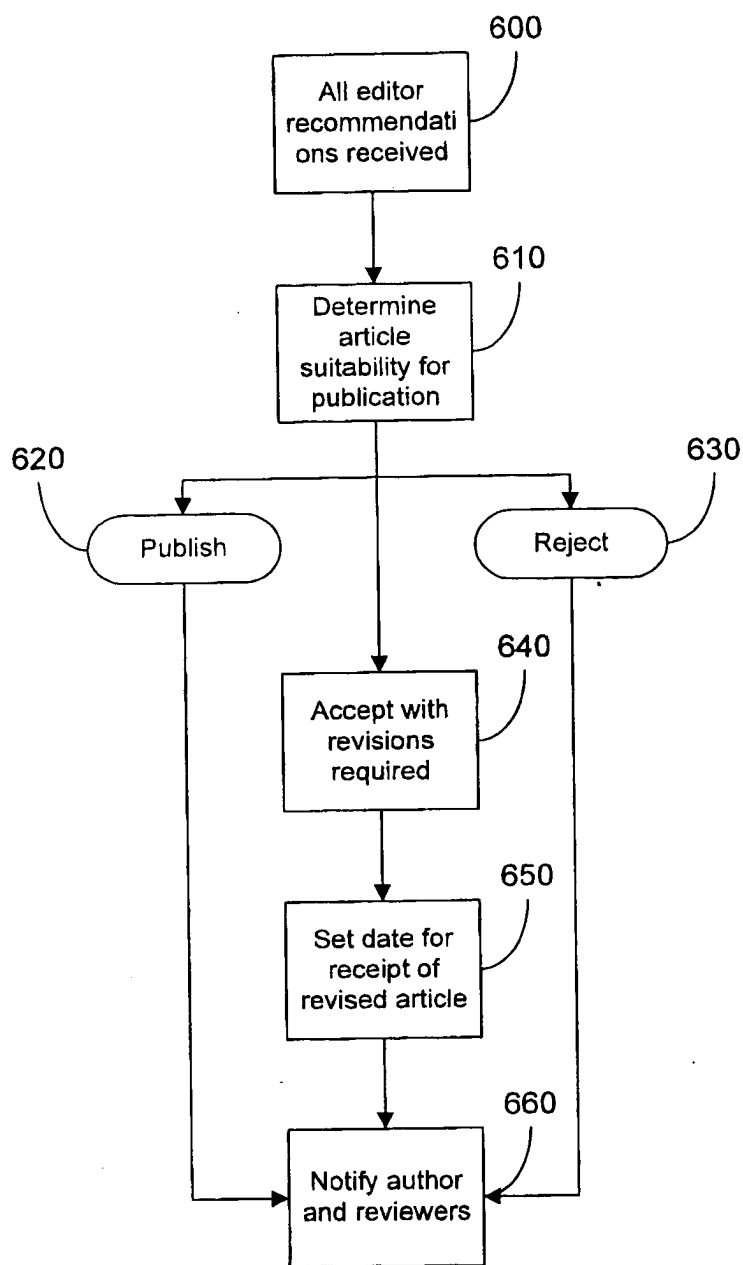 600
All editor
recommendati
ons received
610
Determine
article
suitability for
publication
620
630
Publish
Reject
640
Accept with
revisions
required
650
Set date for
receipt of
revised article
660
Notify author
and reviewers